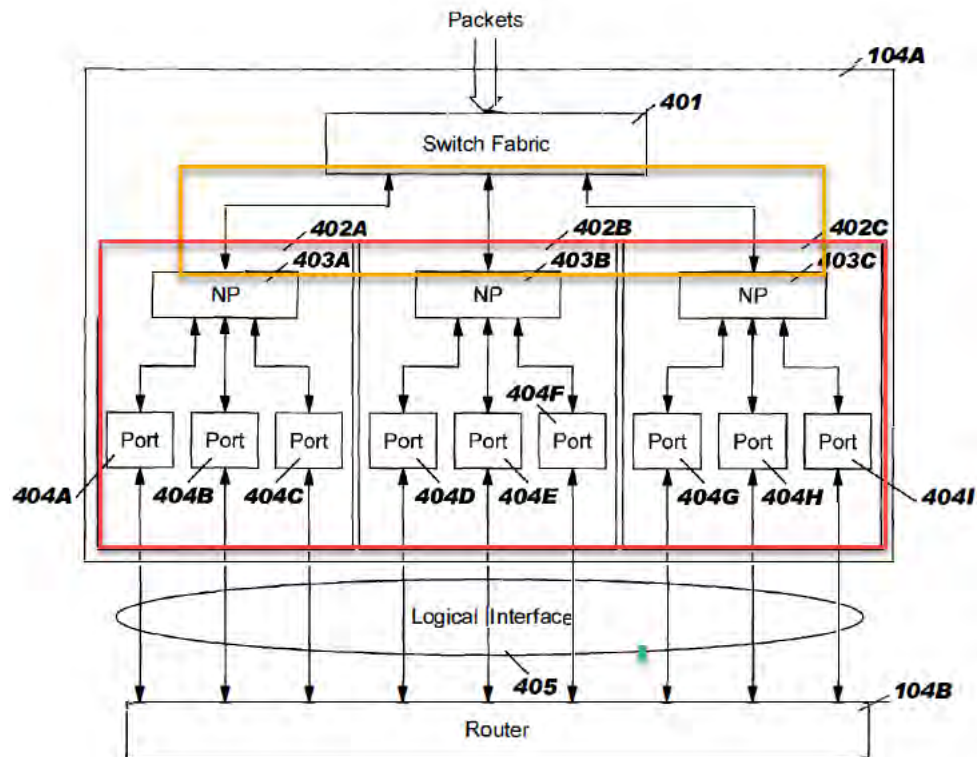 Packets
104A
401
Switch Fabric
402A 402B 402C
403A 403B 403C
NP NP NP
404F
Port Port Port Port Port Port Port Port Port
404A 404B 404C 404D 404E 404G 404H 404I
Logical Interface
405
104B
Router